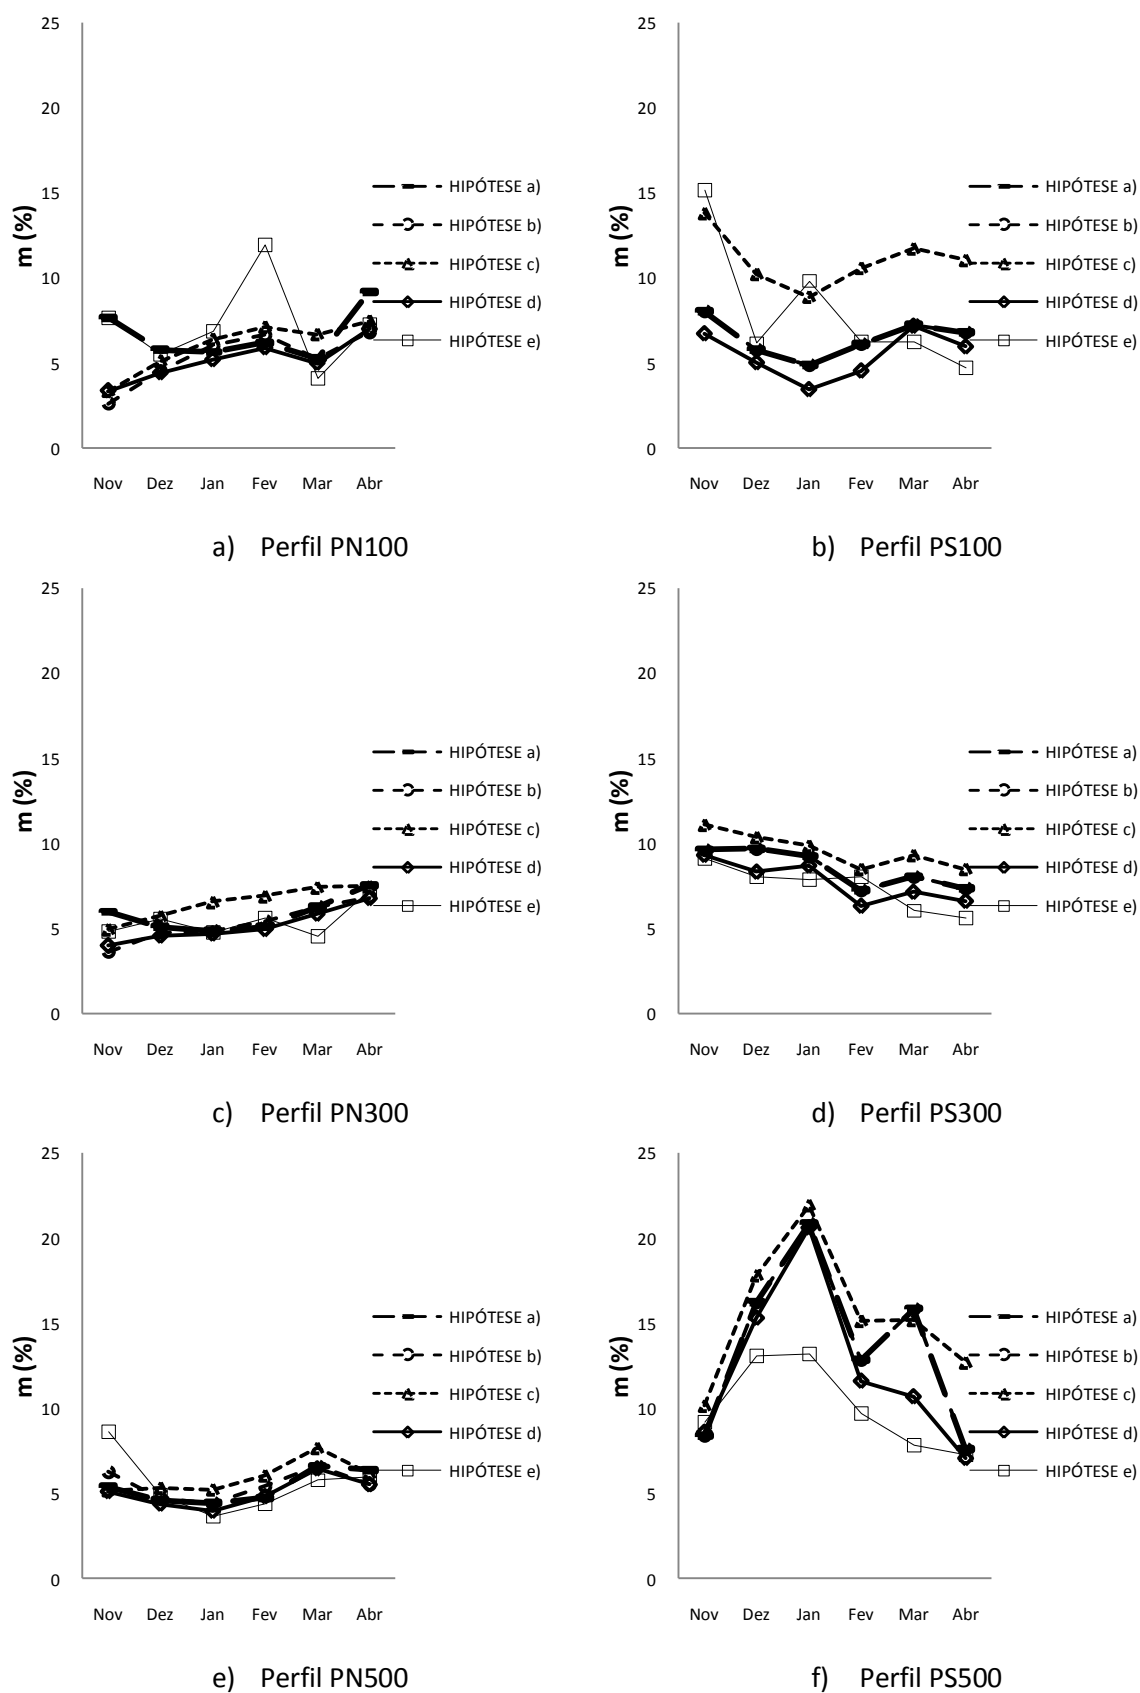 25
20
15
10
5
0
m (%)
Nov Dez Jan Fev Mar Abr
HIPÓTESE a)
HIPÓTESE b)
HIPÓTESE c)
HIPÓTESE d)
HIPÓTESE e)
a) Perfil PN100
25
20
15
10
5
0
m (%)
Nov Dez Jan Fev Mar Abr
HIPÓTESE a)
HIPÓTESE b)
HIPÓTESE c)
HIPÓTESE d)
HIPÓTESE e)
b) Perfil PS100
25
20
15
10
5
0
m (%)
Nov Dez Jan Fev Mar Abr
HIPÓTESE a)
HIPÓTESE b)
HIPÓTESE c)
HIPÓTESE d)
HIPÓTESE e)
c) Perfil PN300
25
20
15
10
5
0
m (%)
Nov Dez Jan Fev Mar Abr
HIPÓTESE a)
HIPÓTESE b)
HIPÓTESE c)
HIPÓTESE d)
HIPÓTESE e)
d) Perfil PS300
25
20
15
10
5
0
m (%)
Nov Dez Jan Fev Mar Abr
HIPÓTESE a)
HIPÓTESE b)
HIPÓTESE c)
HIPÓTESE d)
HIPÓTESE e)
e) Perfil PN500
25
20
15
10
5
0
m (%)
Nov Dez Jan Fev Mar Abr
HIPÓTESE a)
HIPÓTESE b)
HIPÓTESE c)
HIPÓTESE d)
HIPÓTESE e)
f) Perfil PS500